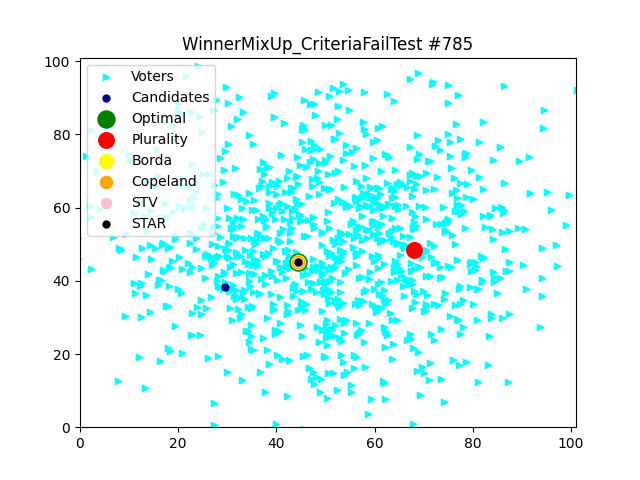 WinnerMixUp_CriteriaFailTest #785
100
80
60
40
20
0
Voters
Candidates
Optimal
Plurality
Borda
Copeland
STV
STAR
0 20 40 60 80 100